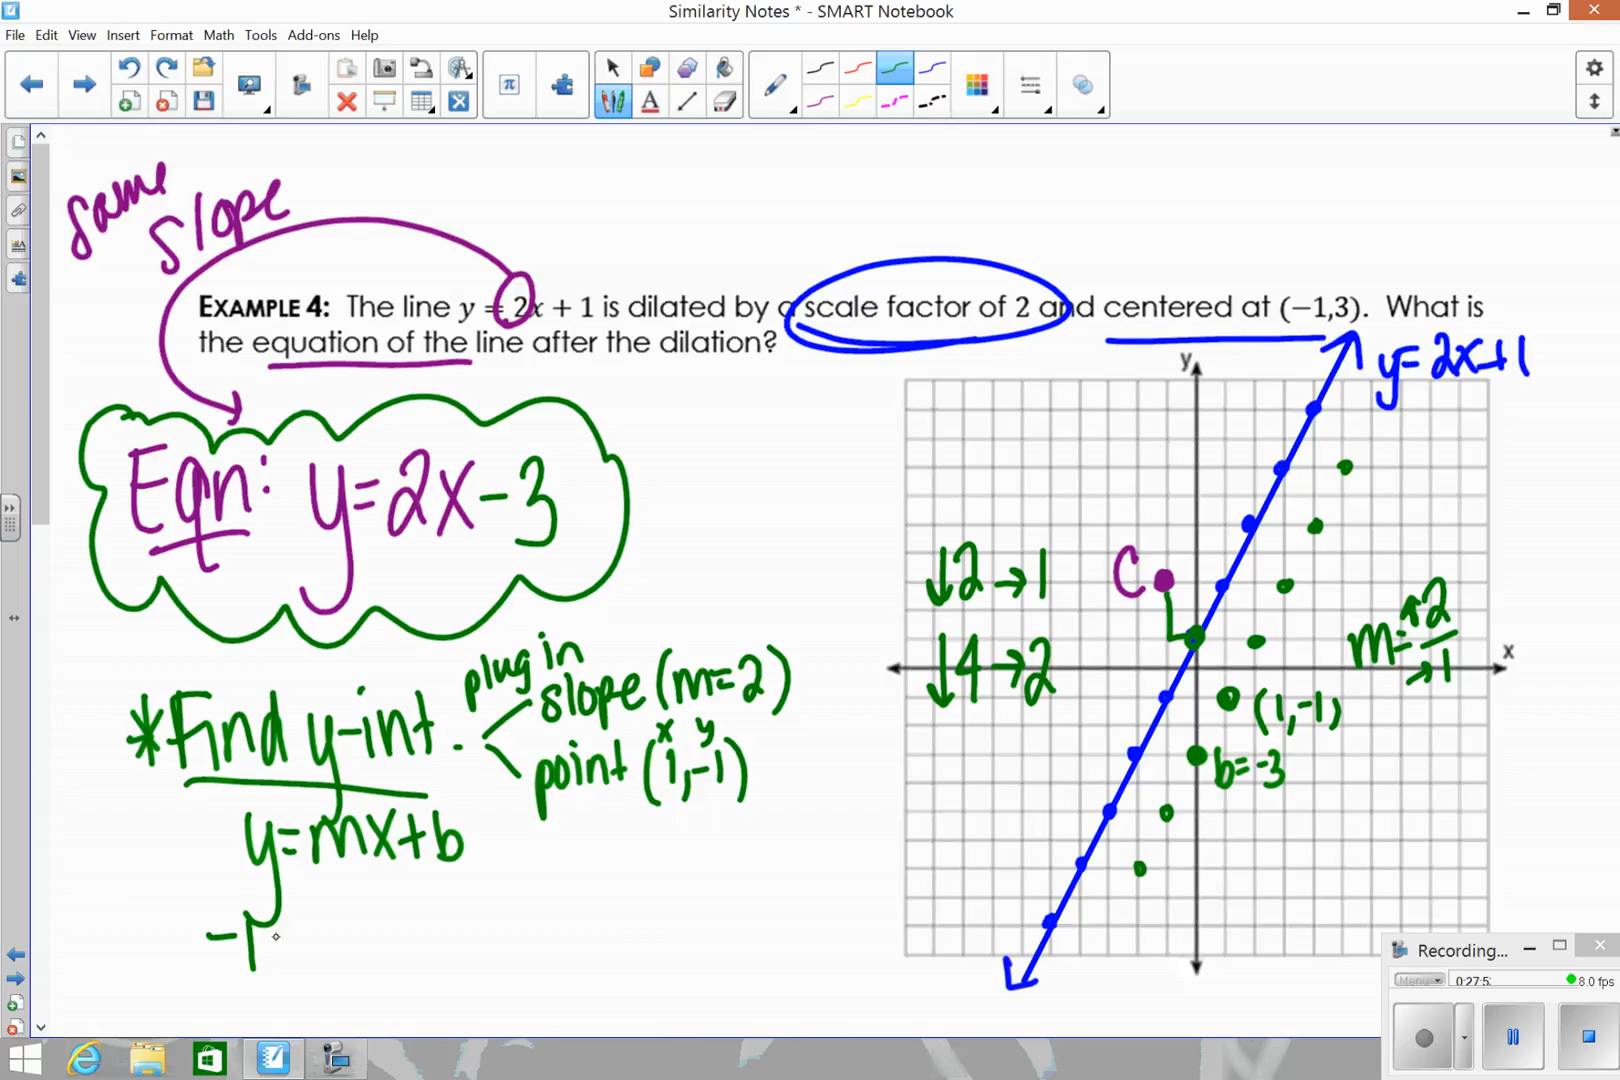 Similarity Notes * - SMART Notebook
File Edit View Insert Format Math Tools Add-ons Help
same
slope
EXAMPLE 4: The line y = 2x + 1 is dilated by a scale factor of 2 and centered at (−1,3). What is
the equation of the line after the dilation?
y=2x+1
y
Eqn: y=2x-3
↓2 →1
C
m=↑2/→1
↓4 →2
x
*Find y-int.
plug in
slope (m=2)
x y
point (1,-1)
(1,-1)
b=-3
y=mx+b
-1
Recording...
Menu
0:27:5
8.0 fps